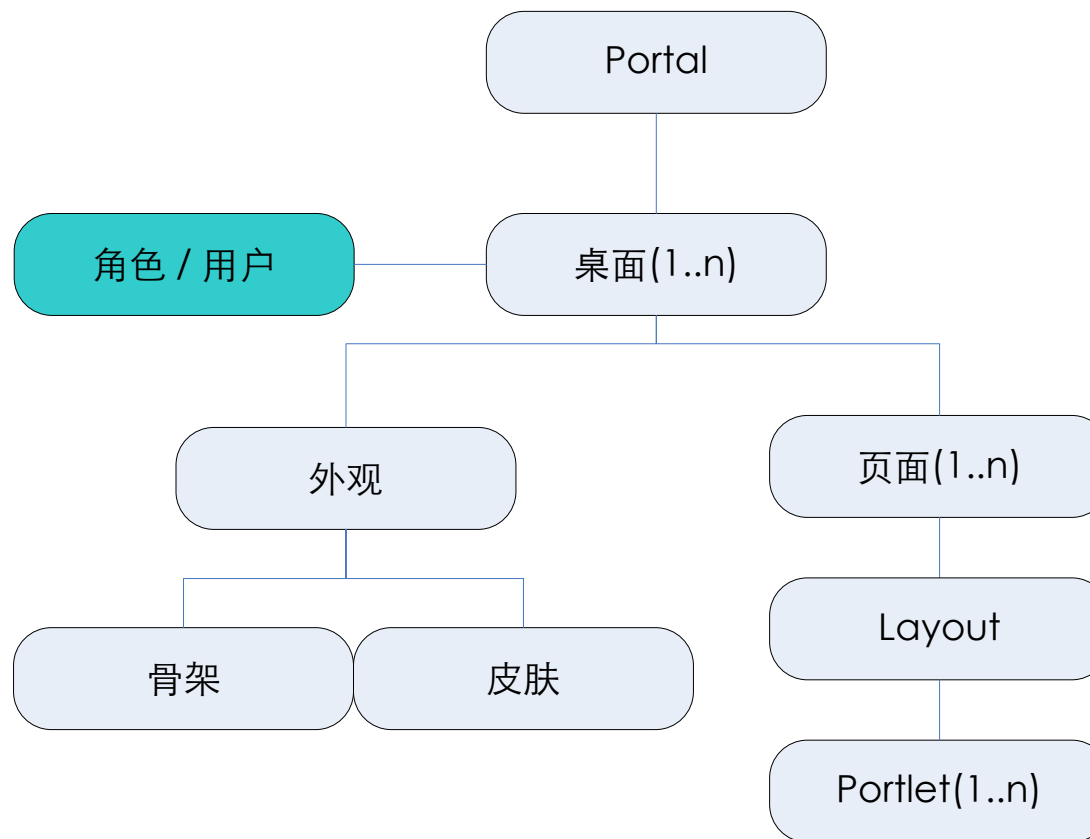 Portal
角色 / 用户
桌面(1..n)
外观
页面(1..n)
Layout
骨架
皮肤
Portlet(1..n)